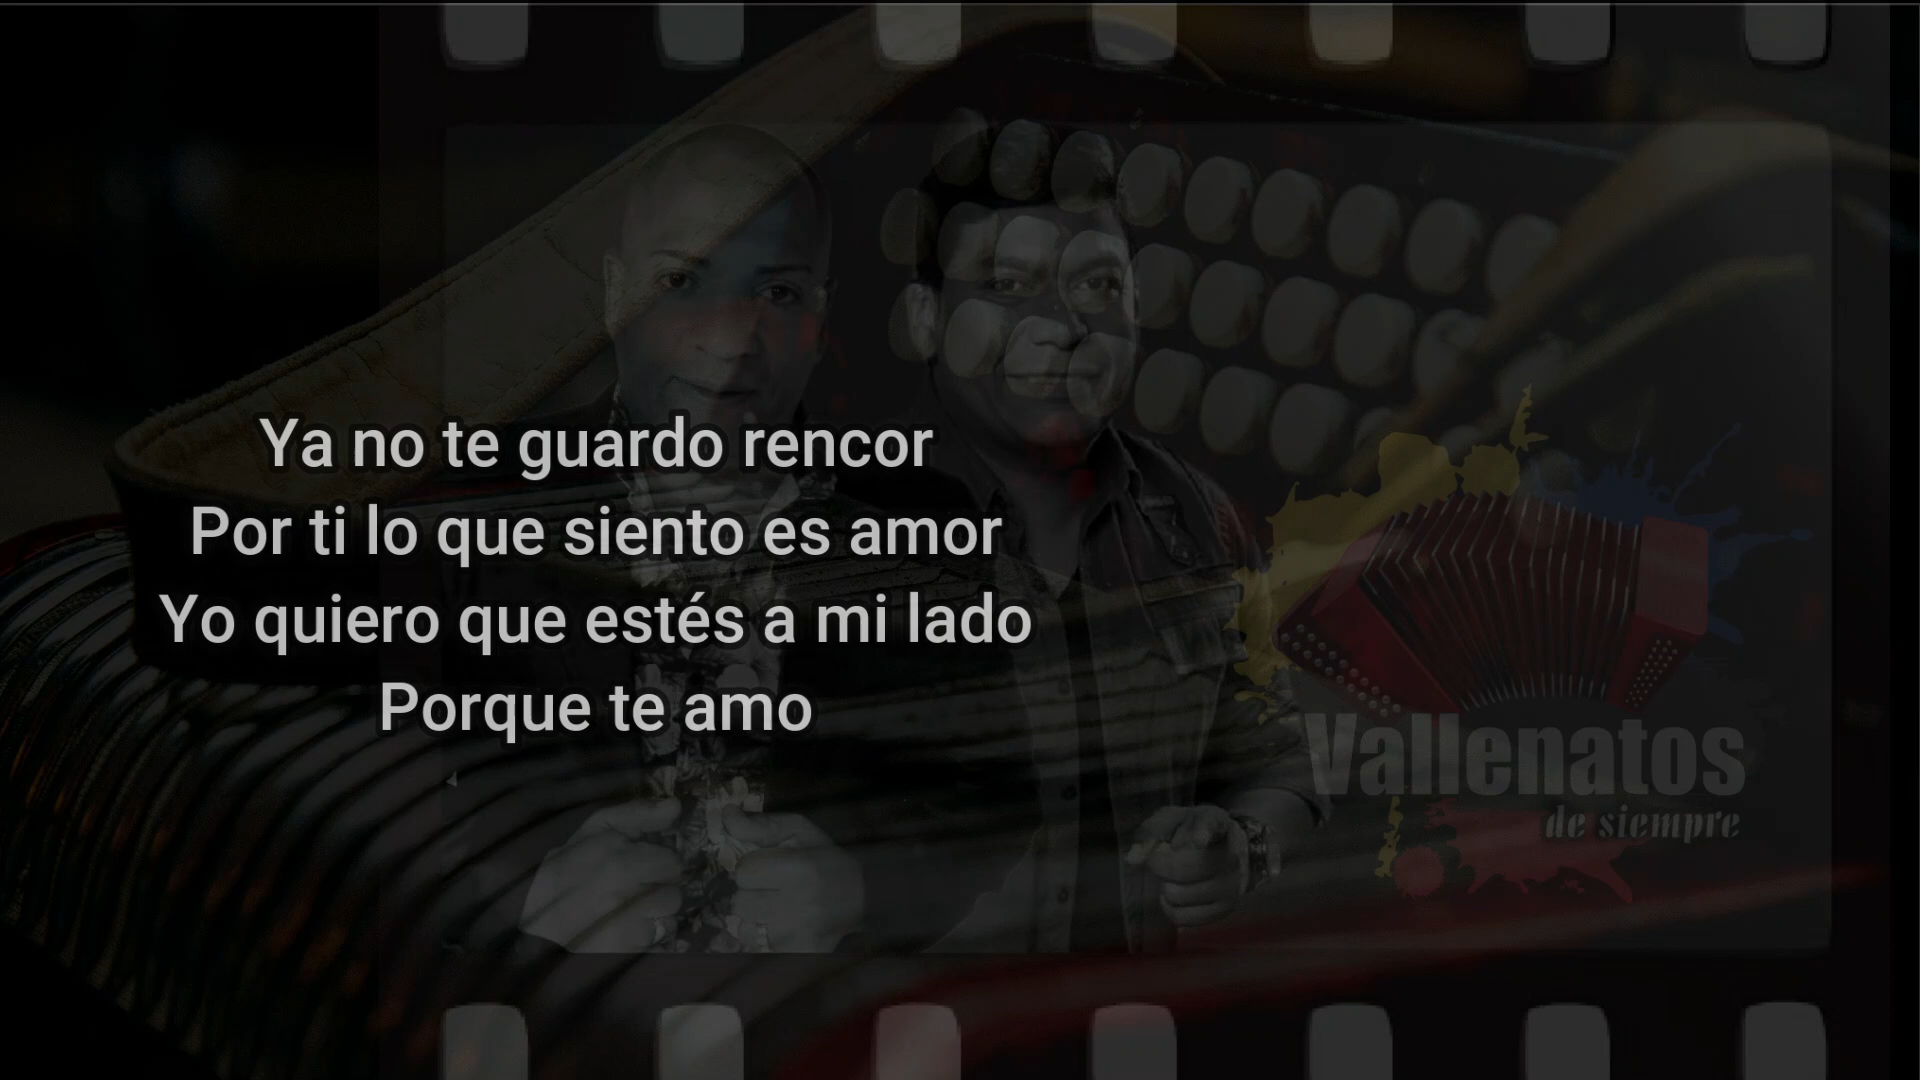 Ya no te guardo rencor
Por ti lo que siento es amor
Yo quiero que estés a mi lado
Porque te amo
Vallenatos
de siempre